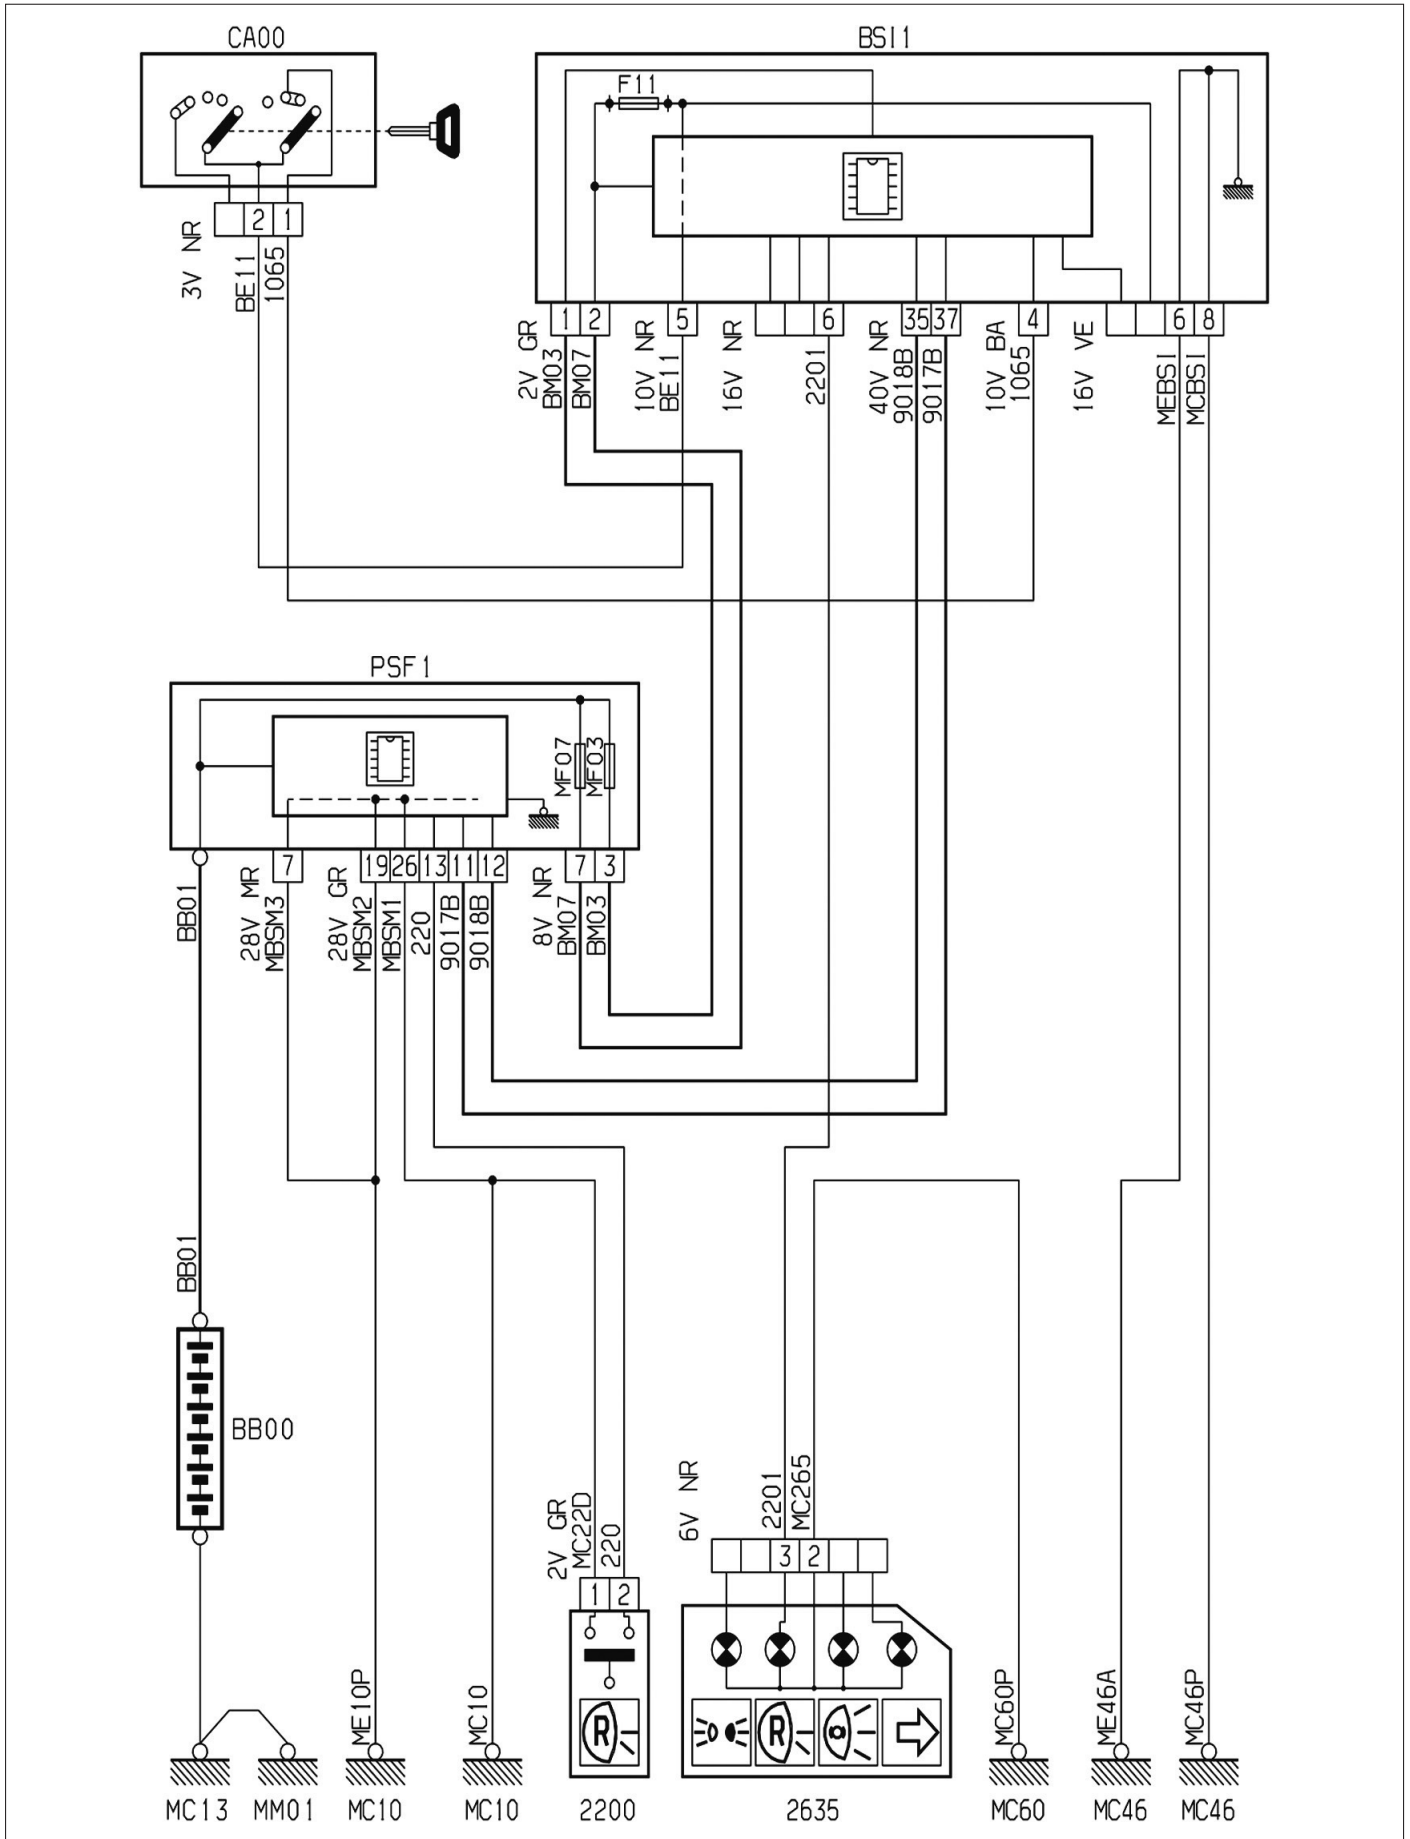 CA00
BSI1
F11
2
1
3V NR
BE11
1065
1
2
5
6
35
37
4
6
8
2V GR
BM03
BM07
10V NR
BE11
16V NR
2201
40V NR
9018B
9017B
10V BA
1065
16V VE
MEBSI
MCBSI
PSF1
MF07
MF03
7
19
26
13
11
12
7
3
BB01
28V MR
MBSM3
28V GR
MBSM2
MBSM1
220
9017B
9018B
8V NR
BM07
BM03
BB01
BB00
2V GR
MC22D
220
1
2
6V NR
2201
MC265
3
2
R
R
ME10P
MC10
MC60P
ME46A
MC46P
MC13
MM01
MC10
MC10
2200
2635
MC60
MC46
MC46